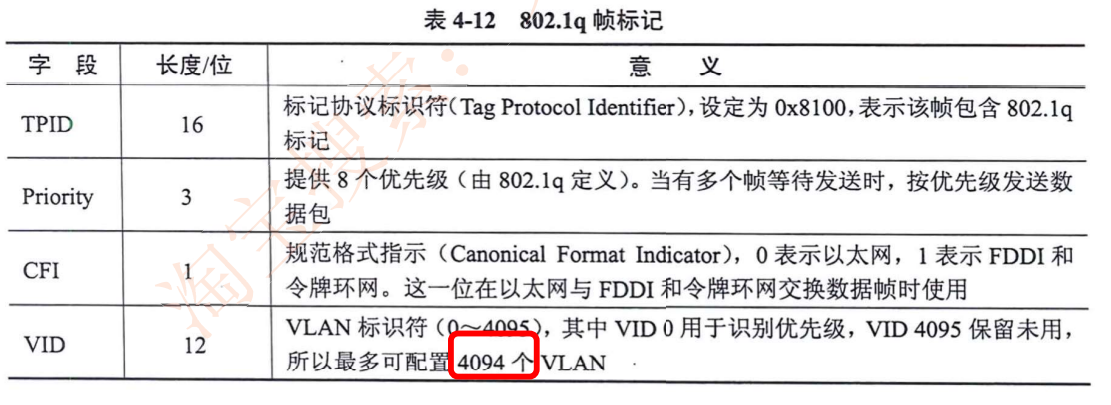 表 4-12 802.1q 帧标记
字 段 长度/位 意 义
TPID 16 标记协议标识符(Tag Protocol Identifier),设定为 0x8100,表示该帧包含 802.1q
标记
Priority 3 提供 8 个优先级(由 802.1q 定义)。当有多个帧等待发送时,按优先级发送数
据包
CFI 1 规范格式指示(Canonical Format Indicator),0 表示以太网,1 表示 FDDI 和
令牌环网。这一位在以太网与 FDDI 和令牌环网交换数据帧时使用
VID 12 VLAN 标识符(0~4095),其中 VID 0 用于识别优先级,VID 4095 保留未用,
所以最多可配置 4094 个 VLAN
淘宝搜索: